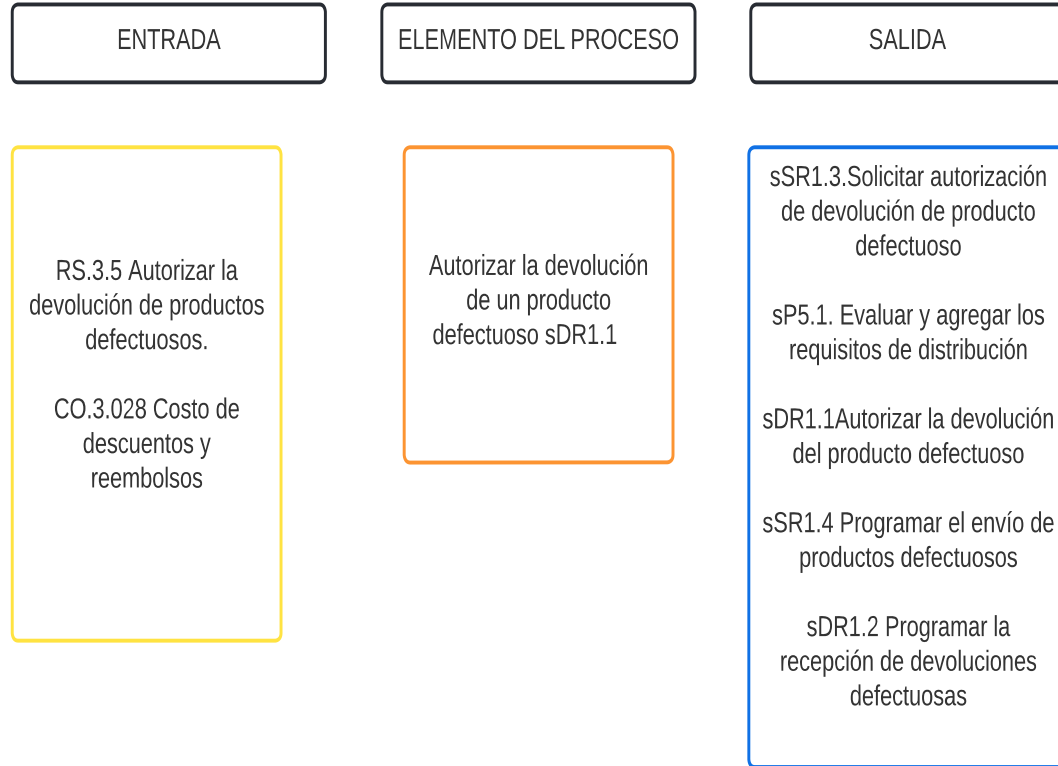 ENTRADA
ELEMENTO DEL PROCESO
SALIDA
RS.3.5 Autorizar la
devolución de productos
defectuosos.
CO.3.028 Costo de
descuentos y
reembolsos
Autorizar la devolución
de un producto
defectuoso sDR1.1
sSR1.3.Solicitar autorización
de devolución de producto
defectuoso
sP5.1. Evaluar y agregar los
requisitos de distribución
sDR1.1Autorizar la devolución
del producto defectuoso
sSR1.4 Programar el envío de
productos defectuosos
sDR1.2 Programar la
recepción de devoluciones
defectuosas